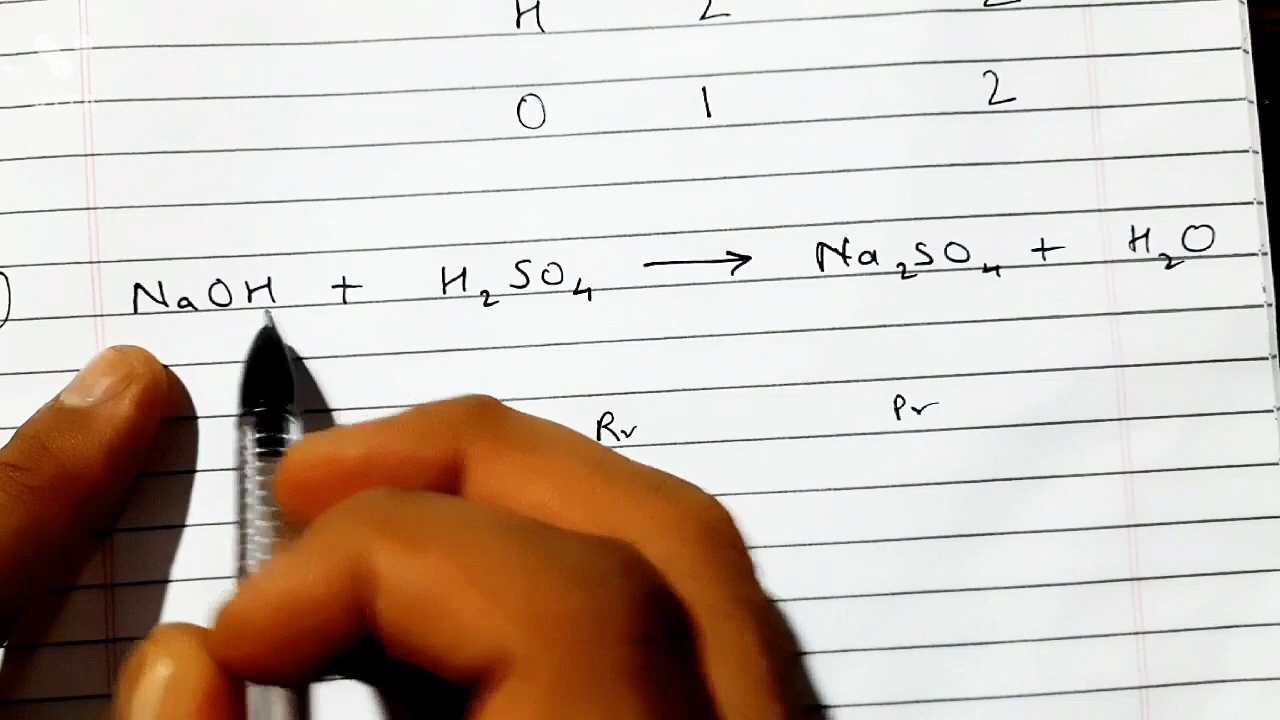 H 2 2
O 1 2
) NaOH + H₂SO₄ ⟶ Na₂SO₄ + H₂O
Rr Pr